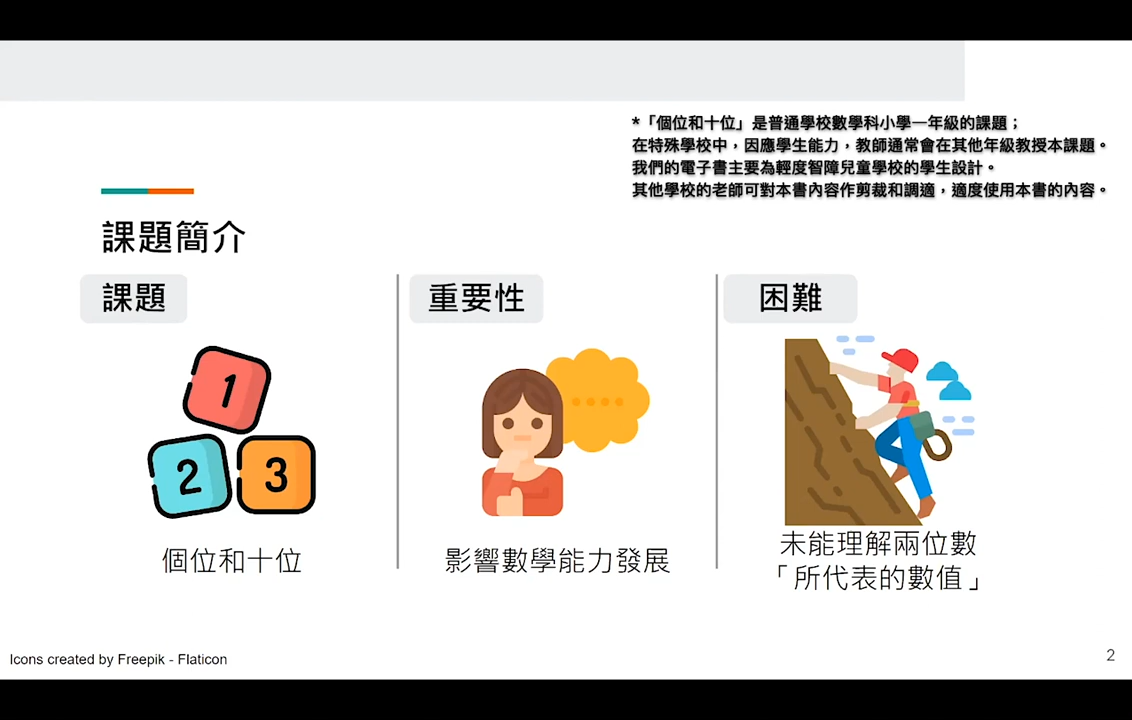 *「個位和十位」是普通學校數學科小學一年級的課題；
在特殊學校中，因應學生能力，教師通常會在其他年級教授本課題。
我們的電子書主要為輕度智障兒童學校的學生設計。
其他學校的老師可對本書內容作剪裁和調適，適度使用本書的內容。
課題簡介
課題
1
2 3
個位和十位
重要性
影響數學能力發展
困難
未能理解兩位數
「所代表的數值」
Icons created by Freepik - Flaticon
2